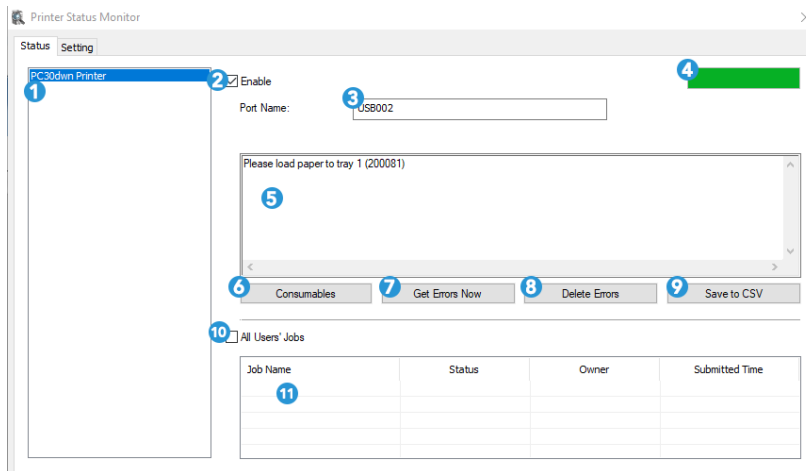 Printer Status Monitor
Status Setting
PC30dwn Printer
1
2 Enable
4
Port Name: 3 USB002
Please load paper to tray 1 (200081)
5
6 Consumables 7 Get Errors Now 8 Delete Errors 9 Save to CSV
10 All Users' Jobs
Job Name Status Owner Submitted Time
11